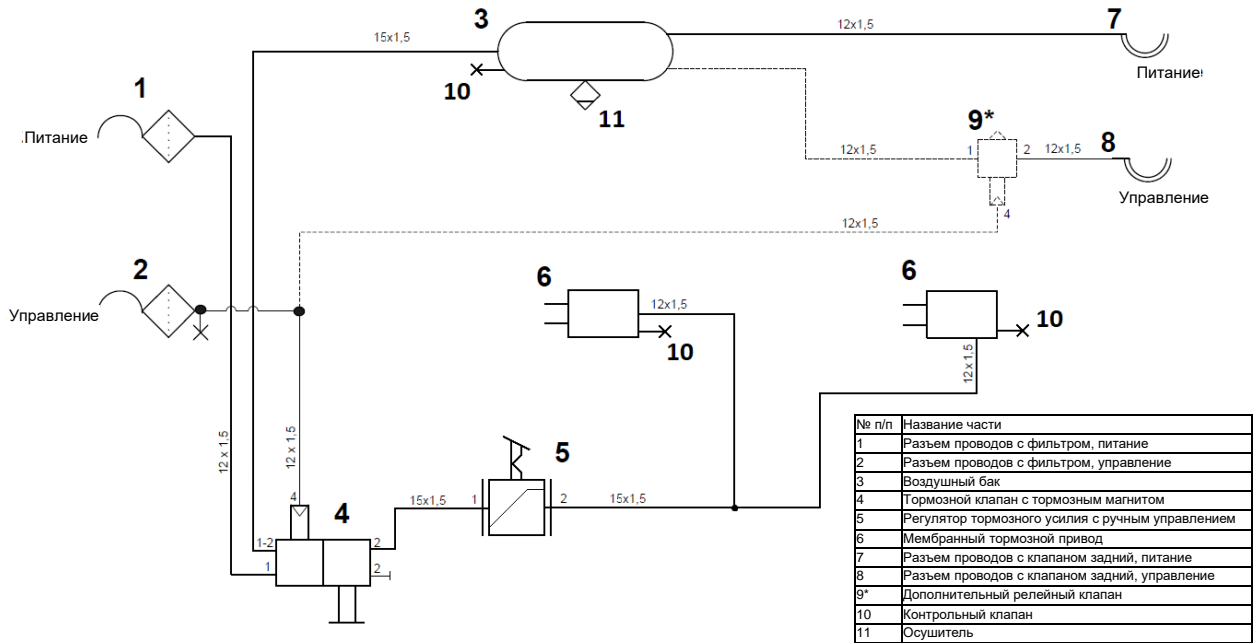 3
7
15x1,5
12x1,5
Питание
1
10
11
9*
.Питание
1
2
12x1,5
12x1,5
8
4
Управление
12x1,5
2
6
6
Управление
12x1,5
10
10
12 x 1,5
12 x 1,5
12 x 1,5
4
4
5
15x1,5
1
2
15x1,5
1-2
2
1
2
№ п/п Название части
1 Разъем проводов с фильтром, питание
2 Разъем проводов с фильтром, управление
3 Воздушный бак
4 Тормозной клапан с тормозным магнитом
5 Регулятор тормозного усилия с ручным управлением
6 Мембранный тормозной привод
7 Разъем проводов с клапаном задний, питание
8 Разъем проводов с клапаном задний, управление
9* Дополнительный релейный клапан
10 Контрольный клапан
11 Осушитель